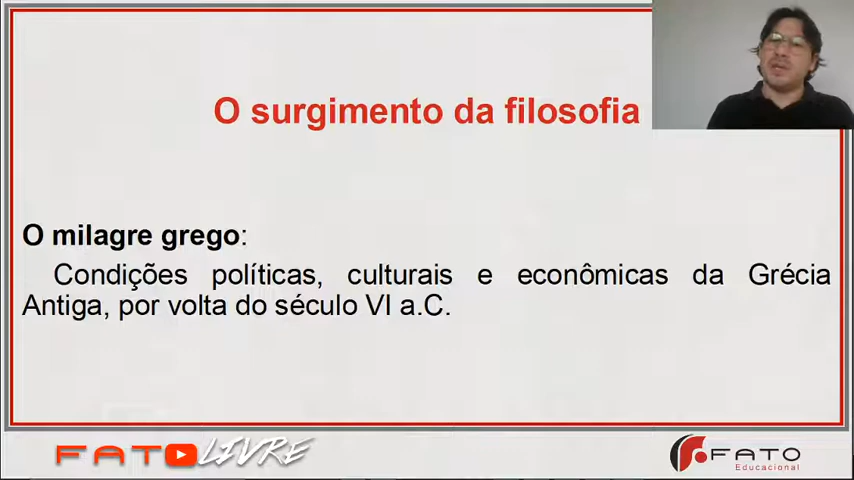 O surgimento da filosofia
O milagre grego:
Condições políticas, culturais e econômicas da Grécia
Antiga, por volta do século VI a.C.
FATO LIVRE
FATO
Educacional